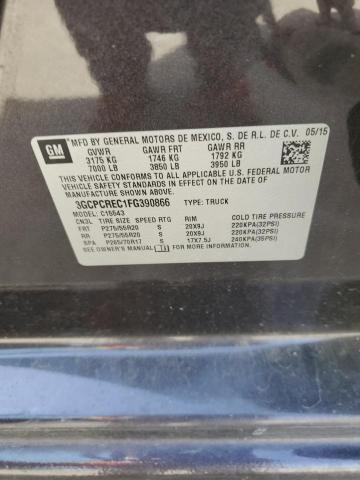 GM
MFD BY GENERAL MOTORS DE MEXICO, S. DE R.L. DE C.V. 05/15
GVWR GAWR FRT GAWR RR
3175 KG 1746 KG 1792 KG
7000 LB 3850 LB 3950 LB
THIS VEHICLE CONFORMS TO ALL APPLICABLE U.S. FEDERAL MOTOR
VEHICLE SAFETY STANDARDS IN EFFECT ON THE DATE OF
MANUFACTURE SHOWN ABOVE.
3GCPCREC1FG390866 TYPE: TRUCK
MODEL: C15543
CN3L TIRE SIZE SPEED RTG RIM COLD TIRE PRESSURE
FRT P275/55R20 S 20X9J 220KPA(32PSI)
RR P275/55R20 S 20X9J 220KPA(32PSI)
SPA P265/70R17 S 17X7.5J 240KPA(35PSI)
SEE OWNER'S MANUAL